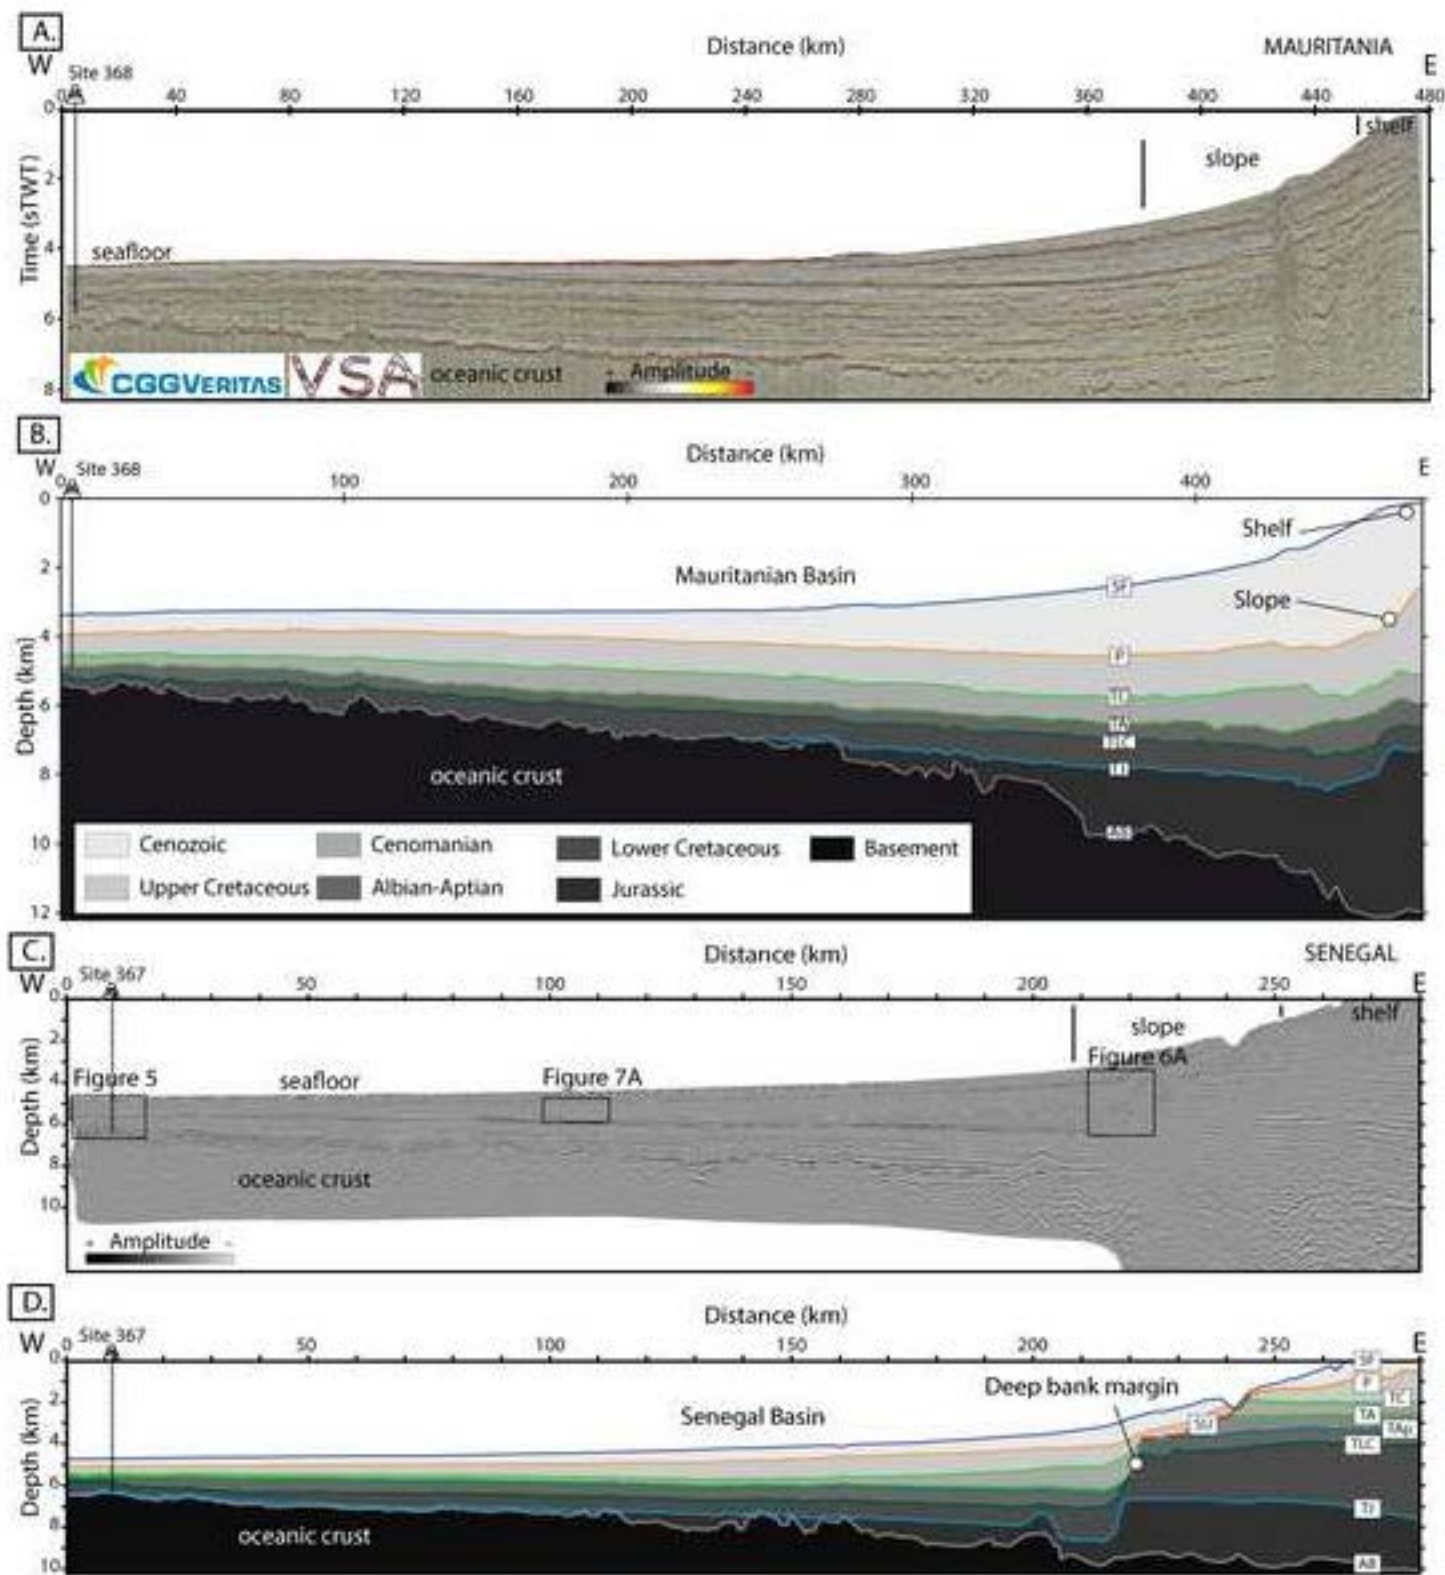 A.
Distance (km)
MAURITANIA
W
E
Site 368
0 40 80 120 160 200 240 280 320 360 400 440 480
0
2
4
6
8
Time (sTWT)
shelf
slope
seafloor
CGGVERITAS
VSA
oceanic crust
- Amplitude -
B.
Distance (km)
W
E
Site 368
0 100 200 300 400
0
2
4
6
8
10
12
Depth (km)
Shelf
Slope
Mauritanian Basin
SF
P
TC
TA
TLC
TJ
AB
oceanic crust
Cenozoic
Cenomanian
Lower Cretaceous
Basement
Upper Cretaceous
Albian-Aptian
Jurassic
C.
Distance (km)
SENEGAL
W
E
Site 367
0 50 100 150 200 250
0
2
4
6
8
10
Depth (km)
shelf
slope
Figure 5
seafloor
Figure 7A
Figure 6A
oceanic crust
+ Amplitude -
D.
Distance (km)
W
E
Site 367
0 50 100 150 200 250
0
2
4
6
8
10
Depth (km)
Deep bank margin
Senegal Basin
SF
P
TC
SU
TA
TAp
TLC
TJ
AB
oceanic crust